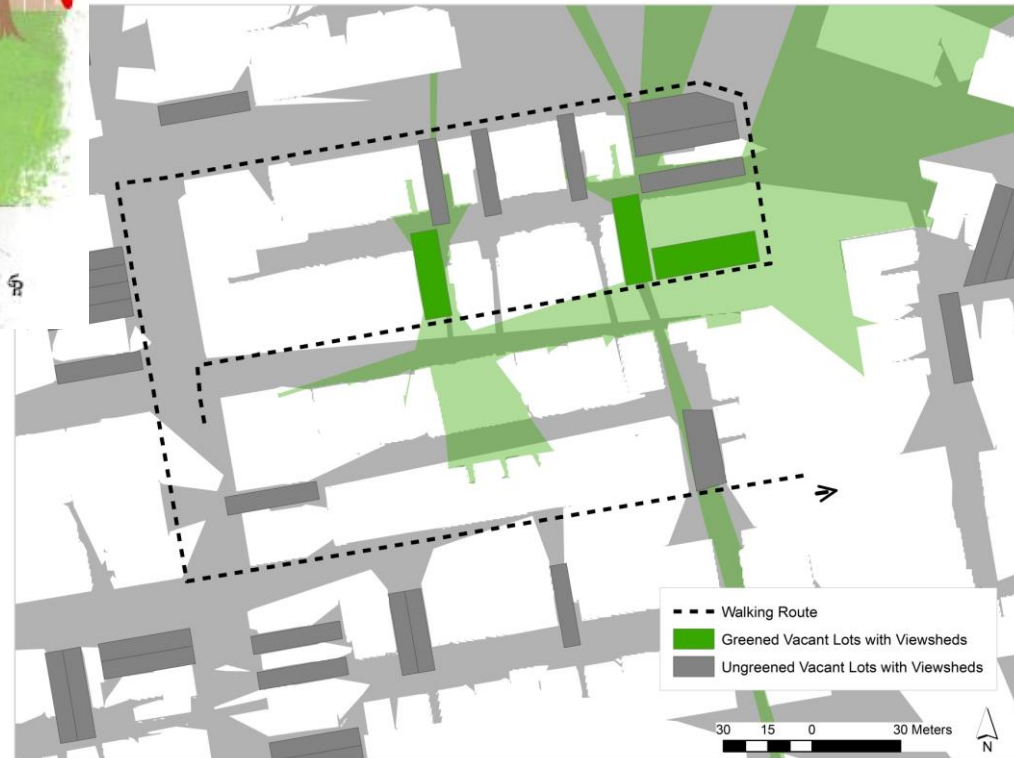 Walking Route
Greened Vacant Lots with Viewsheds
Ungreened Vacant Lots with Viewsheds
30 15 0 30 Meters
N